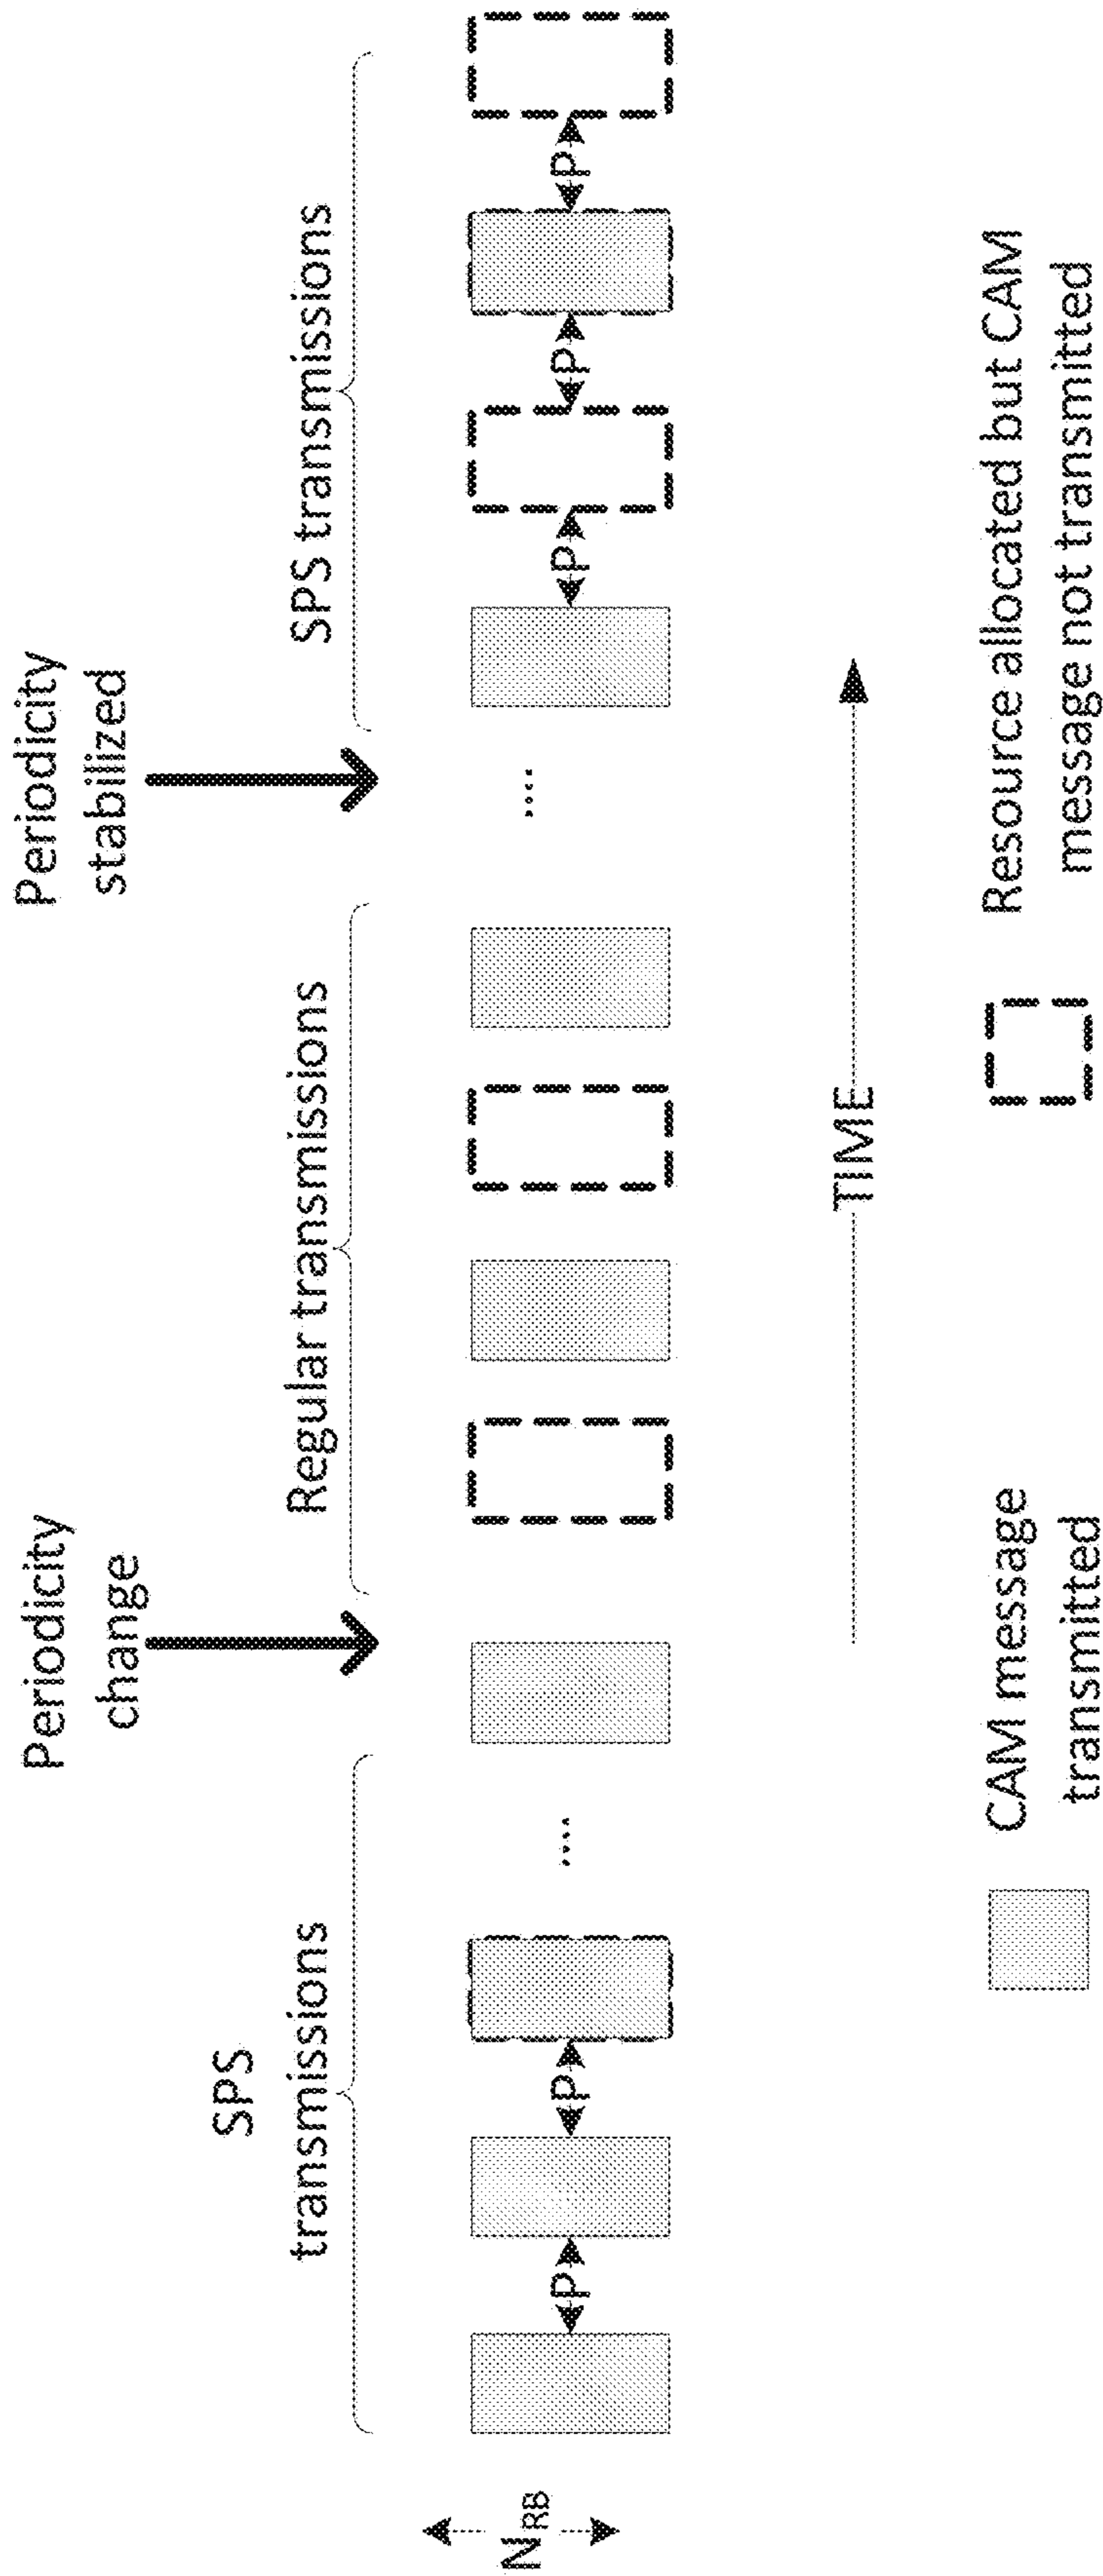 Periodicity
change
Periodicity
stabilized
SPS
transmissions
Regular transmissions
SPS transmissions
N_RB
P
P
....
....
P
P
P
TIME
CAM message
transmitted
Resource allocated but CAM
message not transmitted